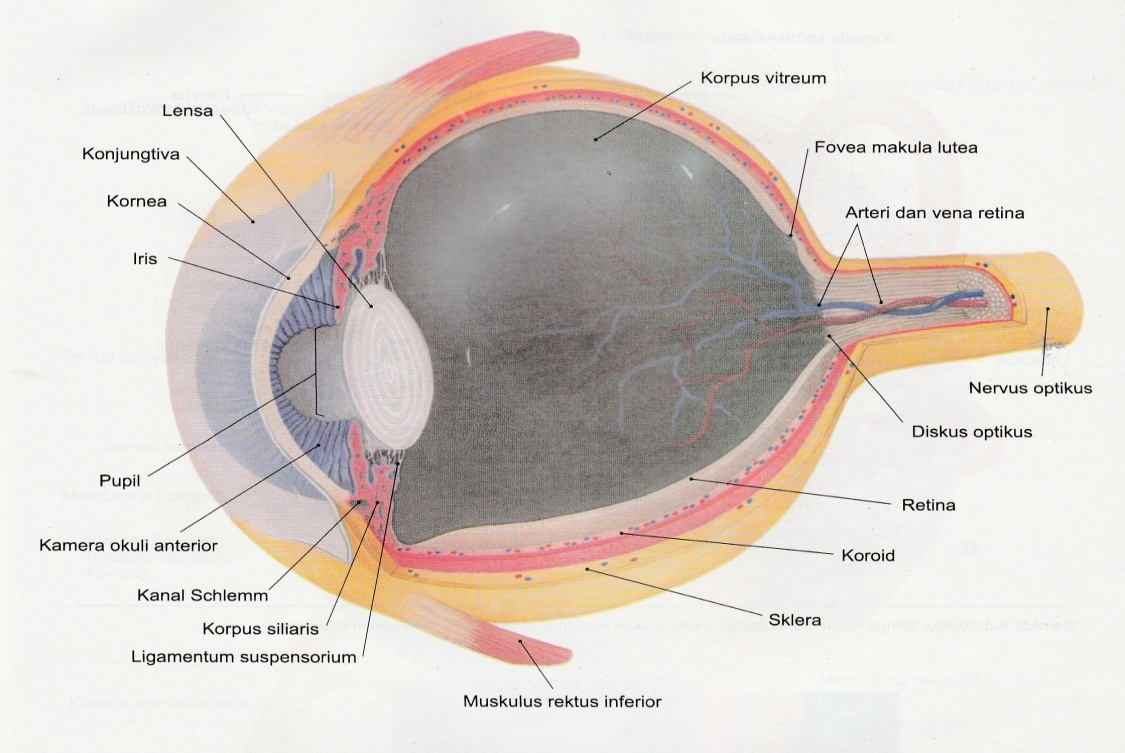 Korpus vitreum
Lensa
Fovea makula lutea
Konjungtiva
Kornea
Arteri dan vena retina
Iris
Nervus optikus
Diskus optikus
Pupil
Retina
Kamera okuli anterior
Koroid
Kanal Schlemm
Sklera
Korpus siliaris
Ligamentum suspensorium
Muskulus rektus inferior